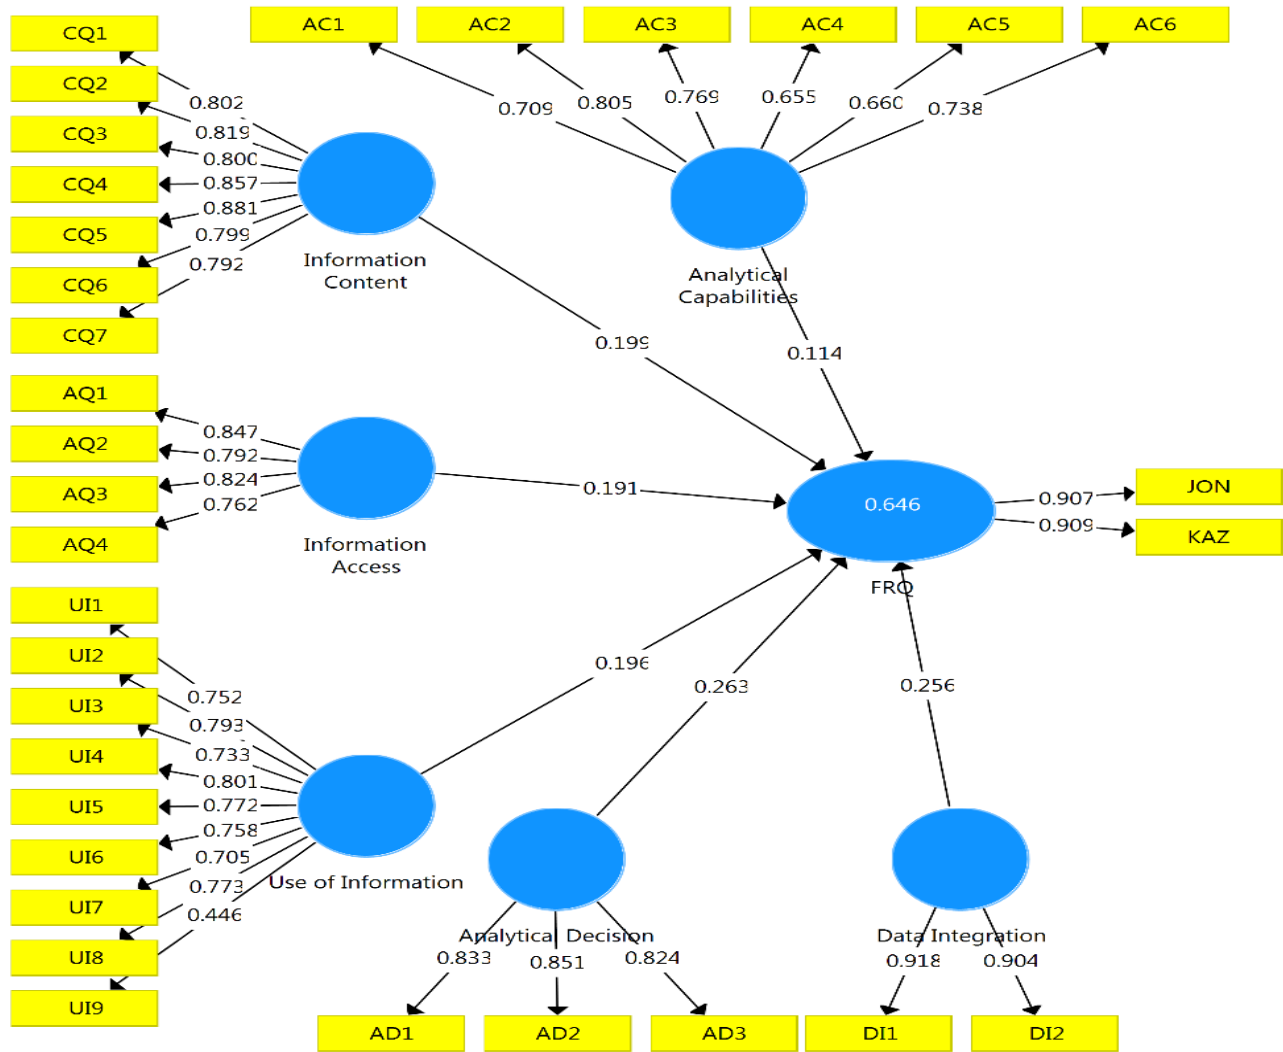 CQ1
CQ2
CQ3
CQ4
CQ5
CQ6
CQ7
0.802
0.819
0.800
0.857
0.881
0.799
0.792
Information
Content
AC1
AC2
AC3
AC4
AC5
AC6
0.709
0.805
0.769
0.655
0.660
0.738
Analytical
Capabilities
0.199
0.114
AQ1
AQ2
AQ3
AQ4
0.847
0.792
0.824
0.762
Information
Access
0.191
0.646
FRQ
0.907
0.909
JON
KAZ
UI1
UI2
UI3
UI4
UI5
UI6
UI7
UI8
UI9
0.752
0.793
0.733
0.801
0.772
0.758
0.705
0.773
0.446
Use of Information
0.196
0.263
0.256
Analytical Decision
0.833
0.851
0.824
AD1
AD2
AD3
Data Integration
0.918
0.904
DI1
DI2